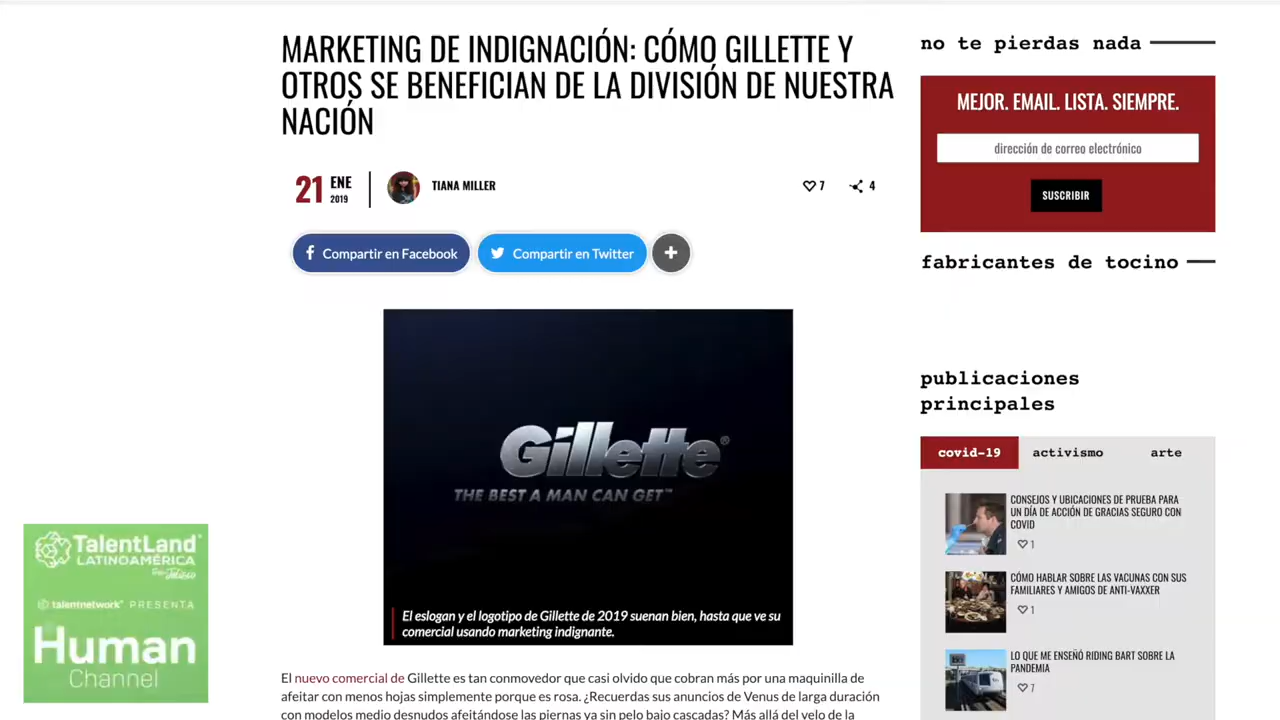 MARKETING DE INDIGNACIÓN: CÓMO GILLETTE Y
OTROS SE BENEFICIAN DE LA DIVISIÓN DE NUESTRA
NACIÓN
21 ENE
2019
TIANA MILLER
7
4
Compartir en Facebook
Compartir en Twitter
+
Gillette®
THE BEST A MAN CAN GET™
El eslogan y el logotipo de Gillette de 2019 suenan bien, hasta que ve su
comercial usando marketing indignante.
El nuevo comercial de Gillette es tan conmovedor que casi olvido que cobran más por una maquinilla de
afeitar con menos hojas simplemente porque es rosa. ¿Recuerdas sus anuncios de Venus de larga duración
con modelos medio desnudos afeitándose las piernas ya sin pelo bajo cascadas? Más allá del velo de la
no te pierdas nada
MEJOR. EMAIL. LISTA. SIEMPRE.
dirección de correo electrónico
SUSCRIBIR
fabricantes de tocino
publicaciones
principales
covid-19
activismo
arte
CONSEJOS Y UBICACIONES DE PRUEBA PARA
UN DÍA DE ACCIÓN DE GRACIAS SEGURO CON
COVID
1
CÓMO HABLAR SOBRE LAS VACUNAS CON SUS
FAMILIARES Y AMIGOS DE ANTI-VAXXER
1
LO QUE ME ENSEÑÓ RIDING BART SOBRE LA
PANDEMIA
7
TalentLand
LATINOAMÉRICA
Jalisco
talentnetwork PRESENTA
Human
Channel